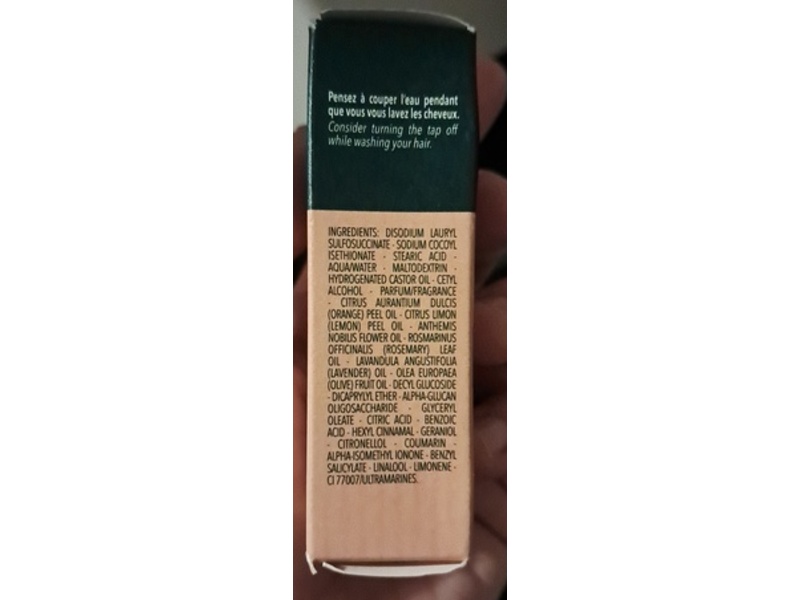 Pensez à couper l'eau pendant
que vous vous lavez les cheveux.
Consider turning the tap off
while washing your hair.
INGREDIENTS: DISODIUM LAURYL
SULFOSUCCINATE · SODIUM COCOYL
ISETHIONATE · STEARIC ACID ·
AQUA/WATER · MALTODEXTRIN ·
HYDROGENATED CASTOR OIL · CETYL
ALCOHOL · PARFUM/FRAGRANCE
· CITRUS AURANTIUM DULCIS
(ORANGE) PEEL OIL · CITRUS LIMON
(LEMON) PEEL OIL · ANTHEMIS
NOBILIS FLOWER OIL · ROSMARINUS
OFFICINALIS (ROSEMARY) LEAF
OIL · LAVANDULA ANGUSTIFOLIA
(LAVENDER) OIL · OLEA EUROPAEA
(OLIVE) FRUIT OIL · DECYL GLUCOSIDE
· DICAPRYLYL ETHER · ALPHA-GLUCAN
OLIGOSACCHARIDE · GLYCERYL
OLEATE · CITRIC ACID · BENZOIC
ACID · HEXYL CINNAMAL · GERANIOL
· CITRONELLOL · COUMARIN ·
ALPHA-ISOMETHYL IONONE · BENZYL
SALICYLATE · LINALOOL · LIMONENE ·
CI 77007/ULTRAMARINES.